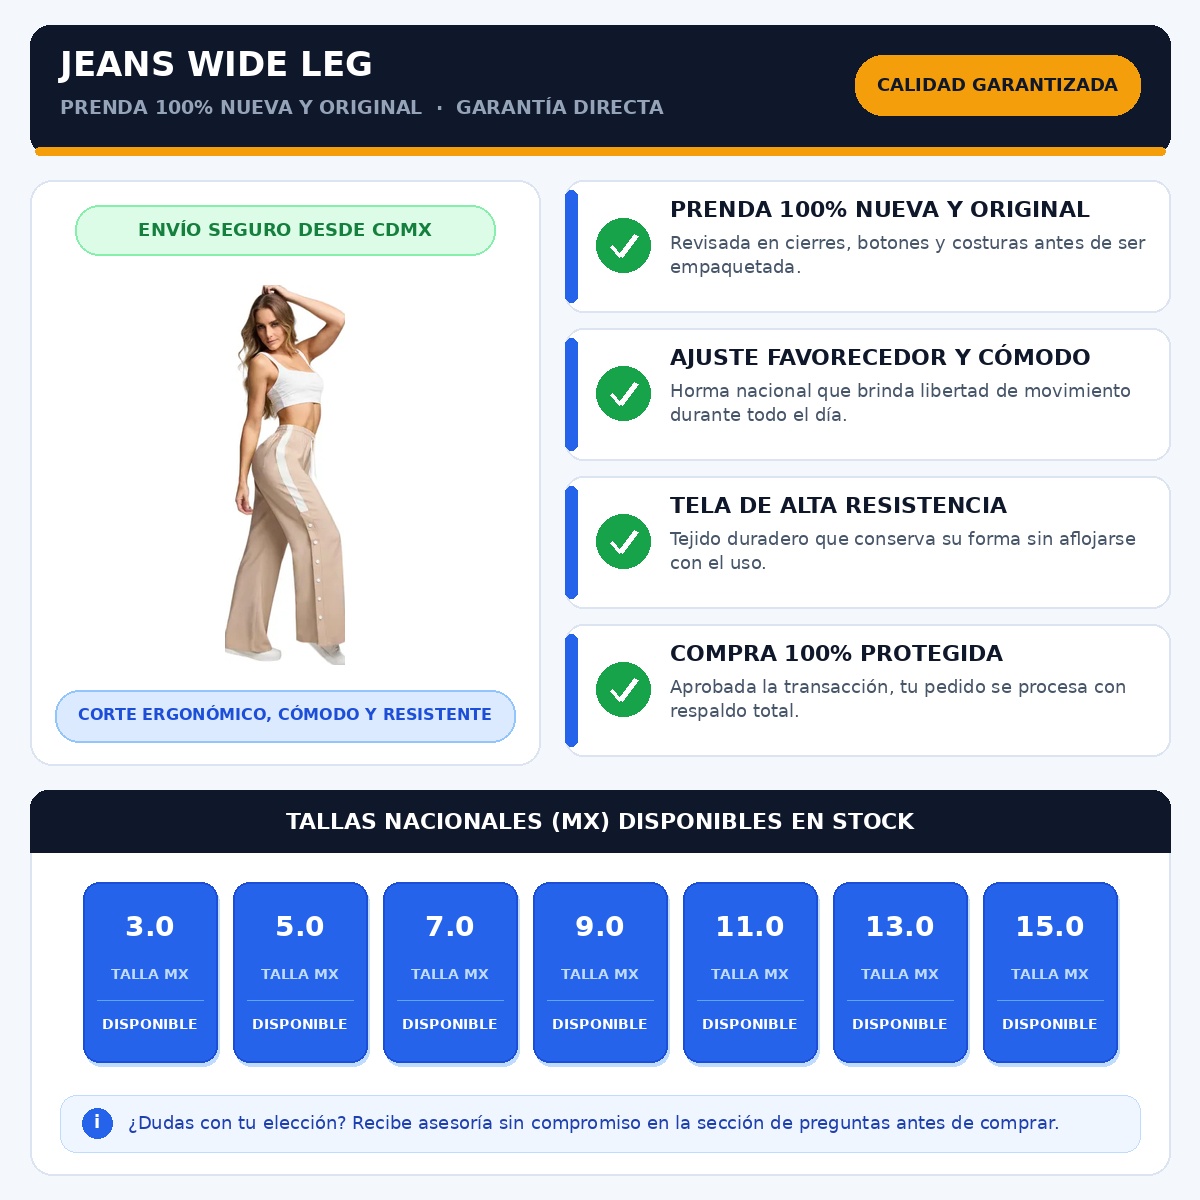 JEANS WIDE LEG
PRENDA 100% NUEVA Y ORIGINAL · GARANTÍA DIRECTA
CALIDAD GARANTIZADA
ENVÍO SEGURO DESDE CDMX
CORTE ERGONÓMICO, CÓMODO Y RESISTENTE
PRENDA 100% NUEVA Y ORIGINAL
Revisada en cierres, botones y costuras antes de ser
empaquetada.
AJUSTE FAVORECEDOR Y CÓMODO
Horma nacional que brinda libertad de movimiento
durante todo el día.
TELA DE ALTA RESISTENCIA
Tejido duradero que conserva su forma sin aflojarse
con el uso.
COMPRA 100% PROTEGIDA
Aprobada la transacción, tu pedido se procesa con
respaldo total.
TALLAS NACIONALES (MX) DISPONIBLES EN STOCK
3.0
TALLA MX
DISPONIBLE
5.0
TALLA MX
DISPONIBLE
7.0
TALLA MX
DISPONIBLE
9.0
TALLA MX
DISPONIBLE
11.0
TALLA MX
DISPONIBLE
13.0
TALLA MX
DISPONIBLE
15.0
TALLA MX
DISPONIBLE
i ¿Dudas con tu elección? Recibe asesoría sin compromiso en la sección de preguntas antes de comprar.